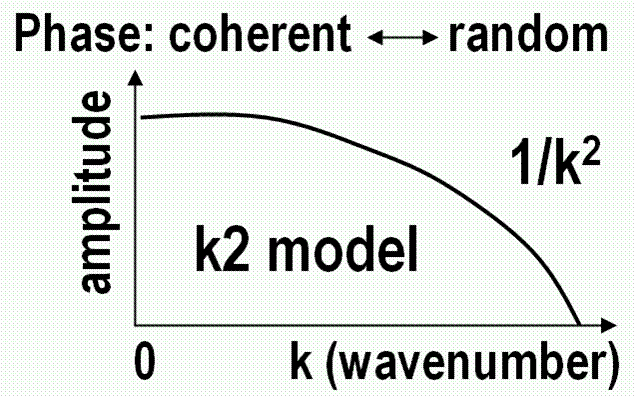 Phase: coherent ↔ random
amplitude
1/k²
k2 model
0
k (wavenumber)